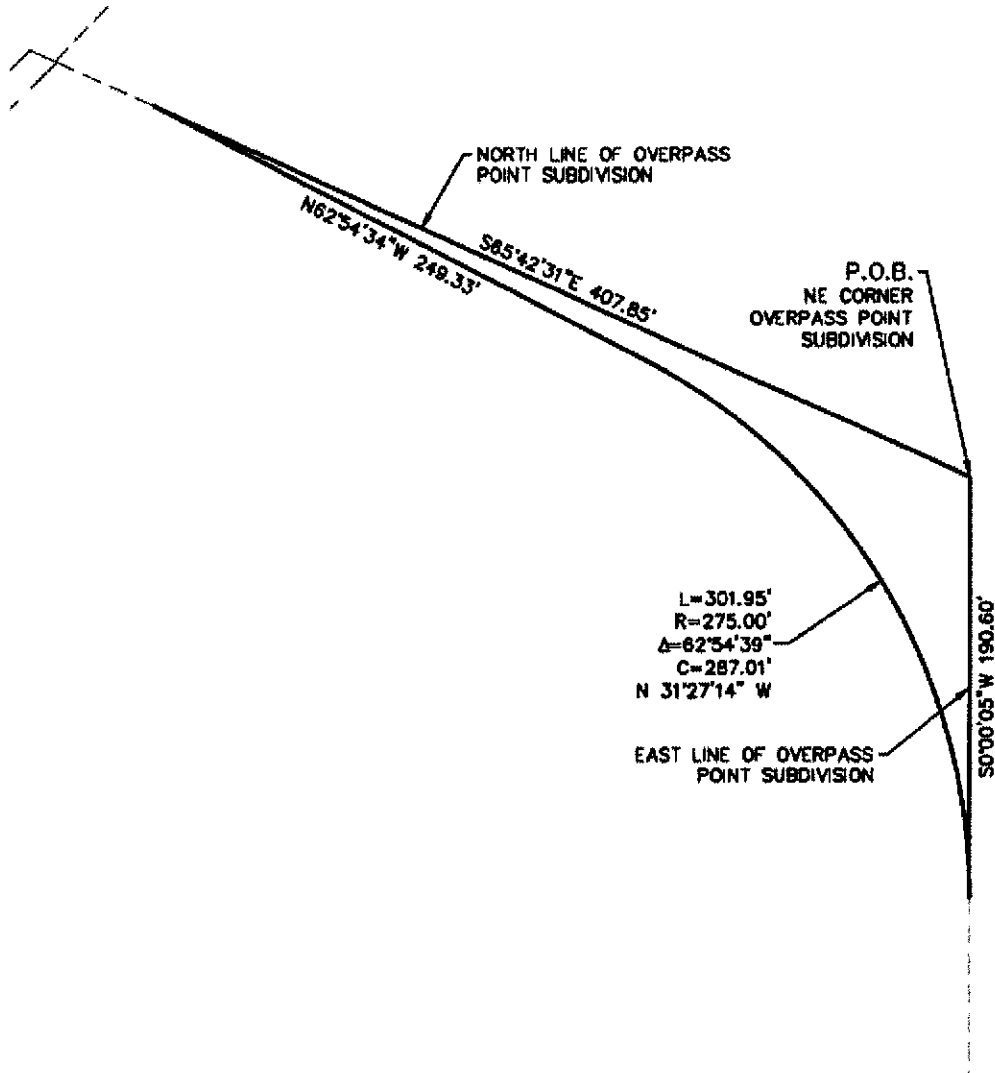 NORTH LINE OF OVERPASS
POINT SUBDIVISION
N62°54'34"W 249.33'
S65°42'31"E 407.85'
P.O.B.
NE CORNER
OVERPASS POINT
SUBDIVISION
L=301.95'
R=275.00'
Δ=62°54'39"
C=287.01'
N 31°27'14" W
EAST LINE OF OVERPASS
POINT SUBDIVISION
S0°00'05"W 190.60'